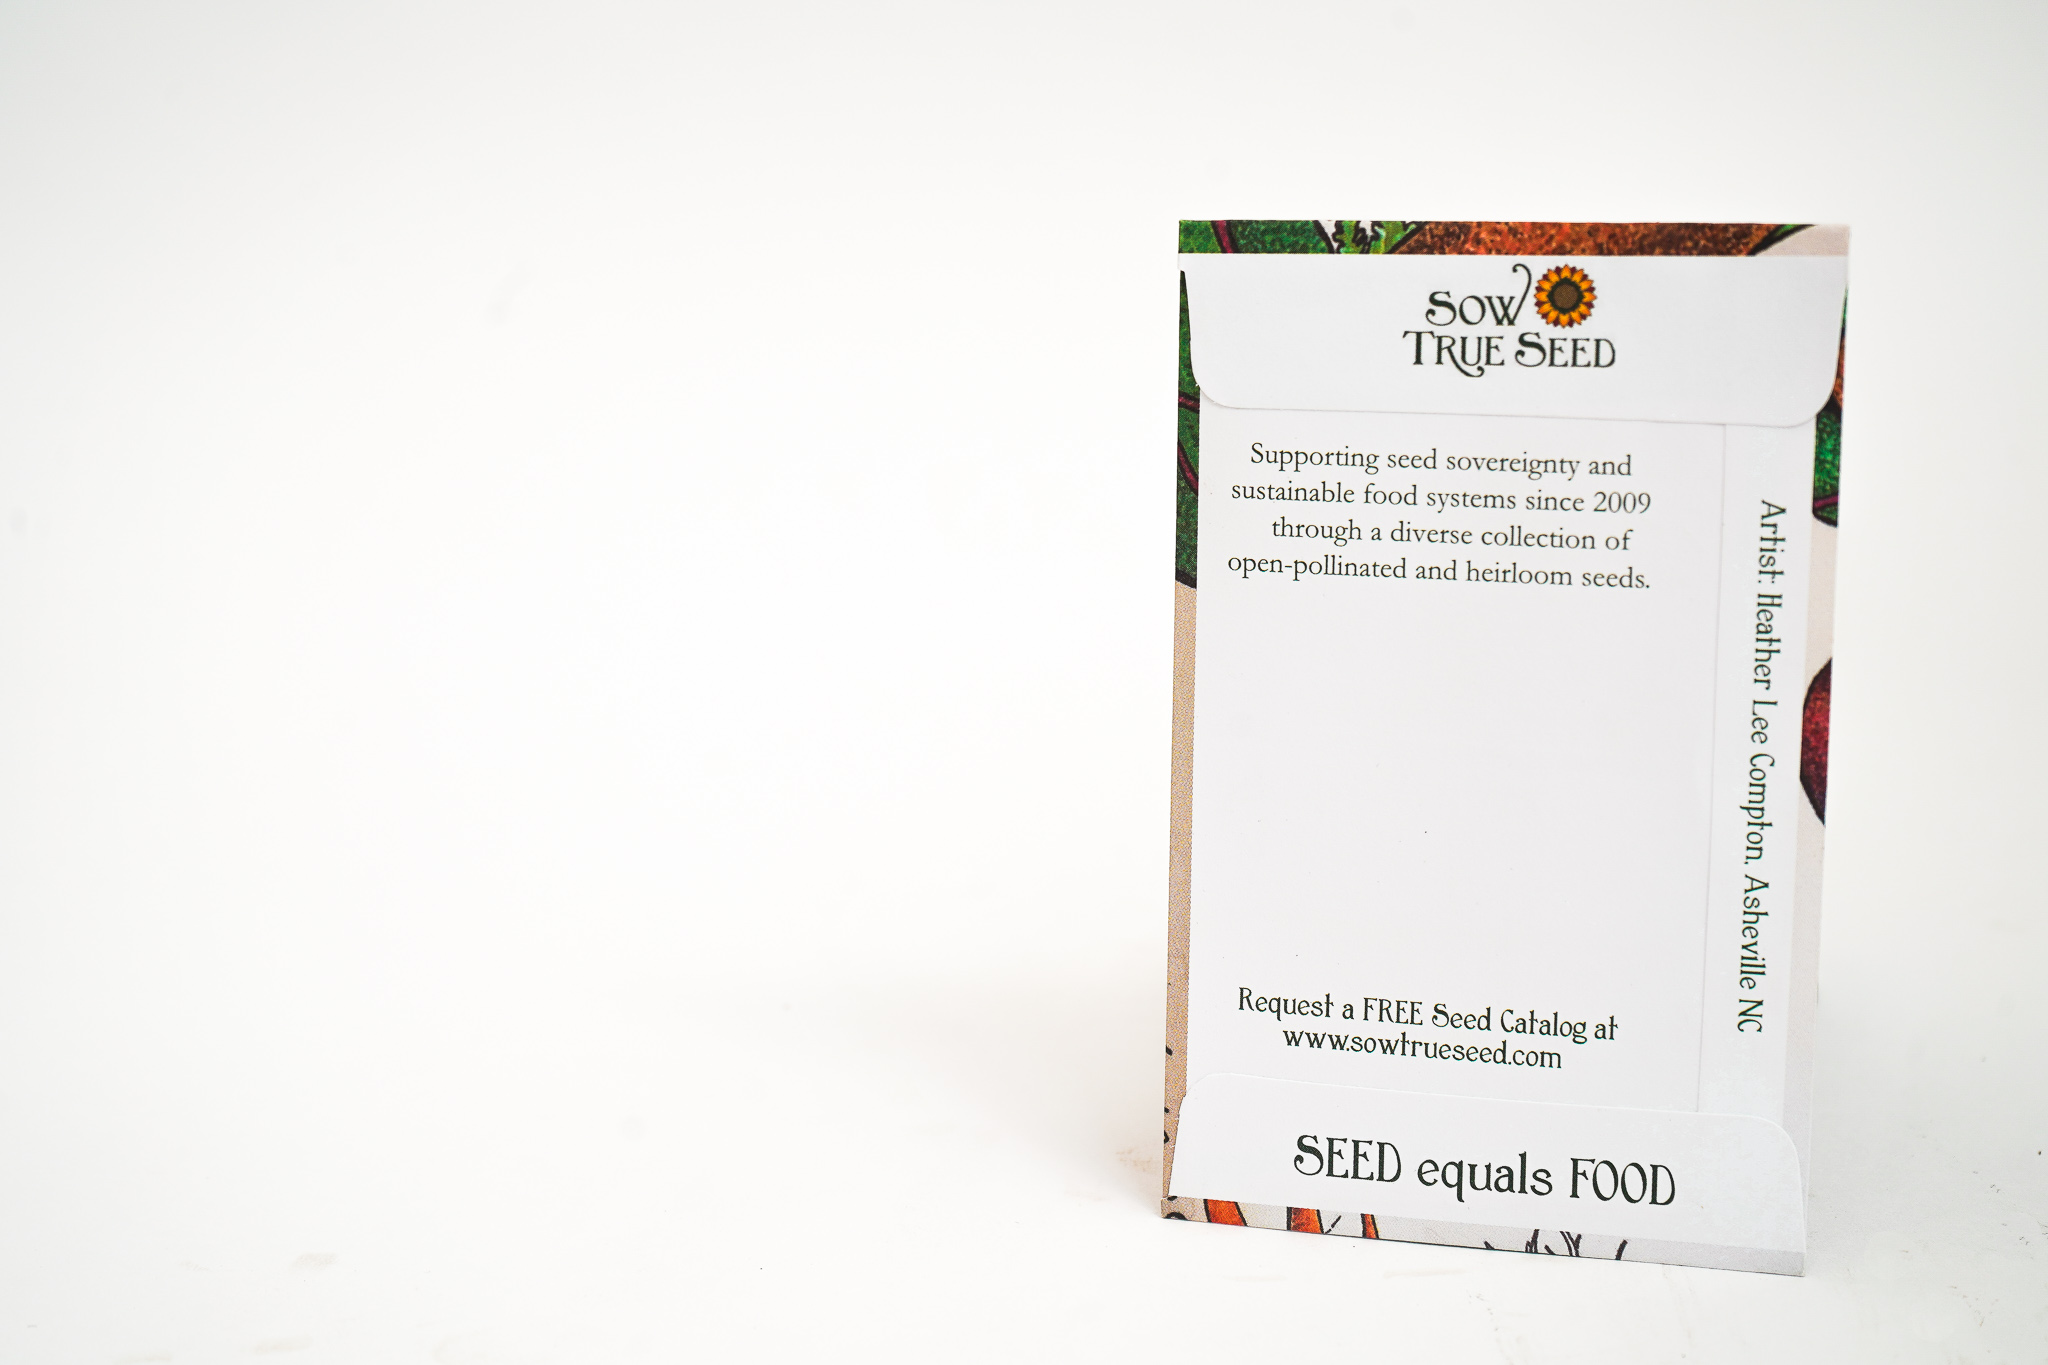 SOW
TRUE SEED
Supporting seed sovereignty and
sustainable food systems since 2009
through a diverse collection of
open-pollinated and heirloom seeds.
Artist: Heather Lee Compton, Asheville NC
Request a FREE Seed Catalog at
www.sowtrueseed.com
SEED equals FOOD